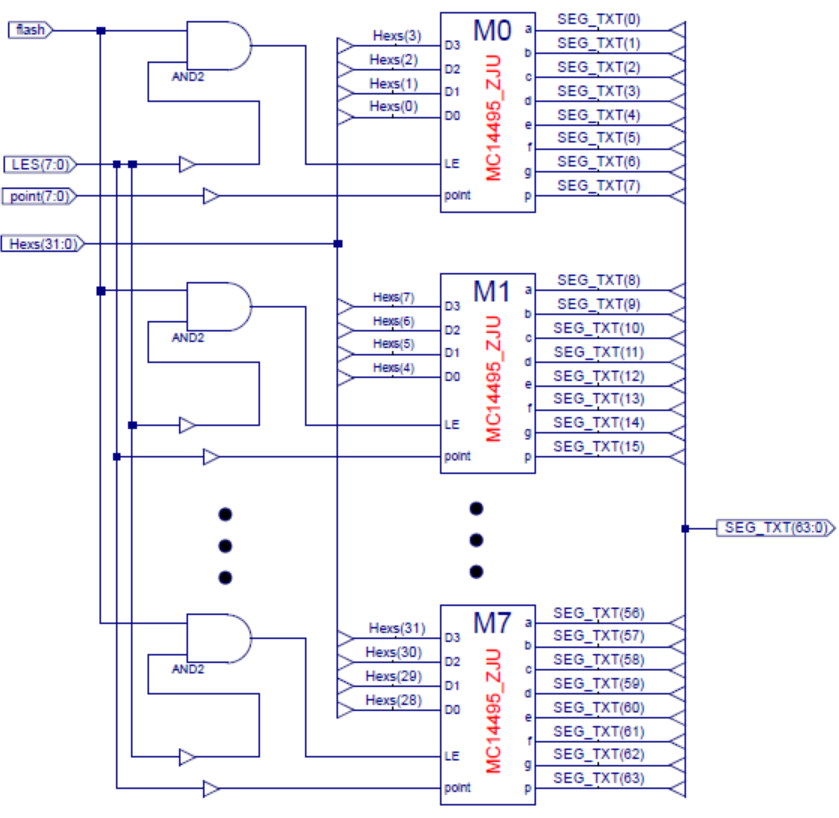 flash
AND2
LES(7:0)
point(7:0)
Hexs(31:0)
Hexs(3)
Hexs(2)
Hexs(1)
Hexs(0)
M0
MC14495_ZJU
D3
D2
D1
D0
LE
point
a
b
c
d
e
f
g
p
SEG_TXT(0)
SEG_TXT(1)
SEG_TXT(2)
SEG_TXT(3)
SEG_TXT(4)
SEG_TXT(5)
SEG_TXT(6)
SEG_TXT(7)
AND2
Hexs(7)
Hexs(6)
Hexs(5)
Hexs(4)
M1
MC14495_ZJU
D3
D2
D1
D0
LE
point
a
b
c
d
e
f
g
p
SEG_TXT(8)
SEG_TXT(9)
SEG_TXT(10)
SEG_TXT(11)
SEG_TXT(12)
SEG_TXT(13)
SEG_TXT(14)
SEG_TXT(15)
SEG_TXT(63:0)
AND2
Hexs(31)
Hexs(30)
Hexs(29)
Hexs(28)
M7
MC14495_ZJU
D3
D2
D1
D0
LE
point
a
b
c
d
e
f
g
p
SEG_TXT(56)
SEG_TXT(57)
SEG_TXT(58)
SEG_TXT(59)
SEG_TXT(60)
SEG_TXT(61)
SEG_TXT(62)
SEG_TXT(63)